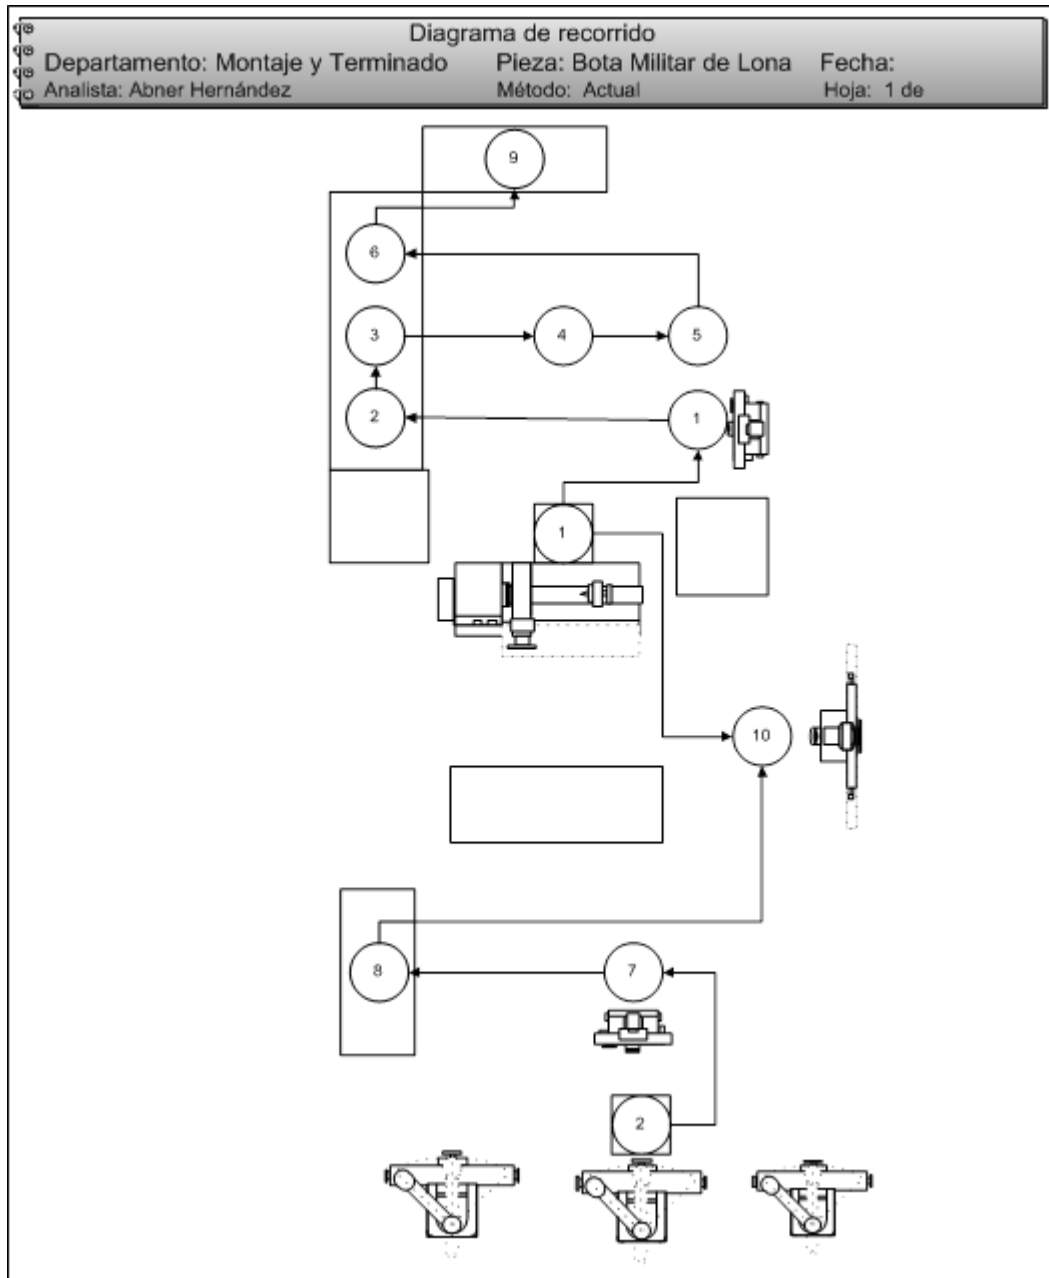 Diagrama de recorrido
Departamento: Montaje y Terminado Pieza: Bota Militar de Lona Fecha:
Analista: Abner Hernández Método: Actual Hoja: 1 de
9
6
3 4 5
2 1
1
10
8 7
2